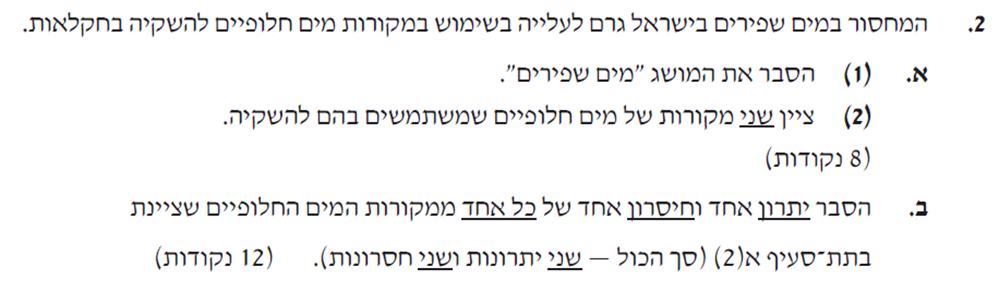 2. המחסור במים שפירים בישראל גרם לעלייה בשימוש במקורות מים חלופיים להשקיה בחקלאות.
א. (1) הסבר את המושג "מים שפירים".
(2) ציין שני מקורות של מים חלופיים שמשתמשים בהם להשקיה.
(8 נקודות)
ב. הסבר יתרון אחד וחיסרון אחד של כל אחד ממקורות המים החלופיים שציינת
בתת־סעיף א(2) (סך הכול — שני יתרונות ושני חסרונות). (12 נקודות)